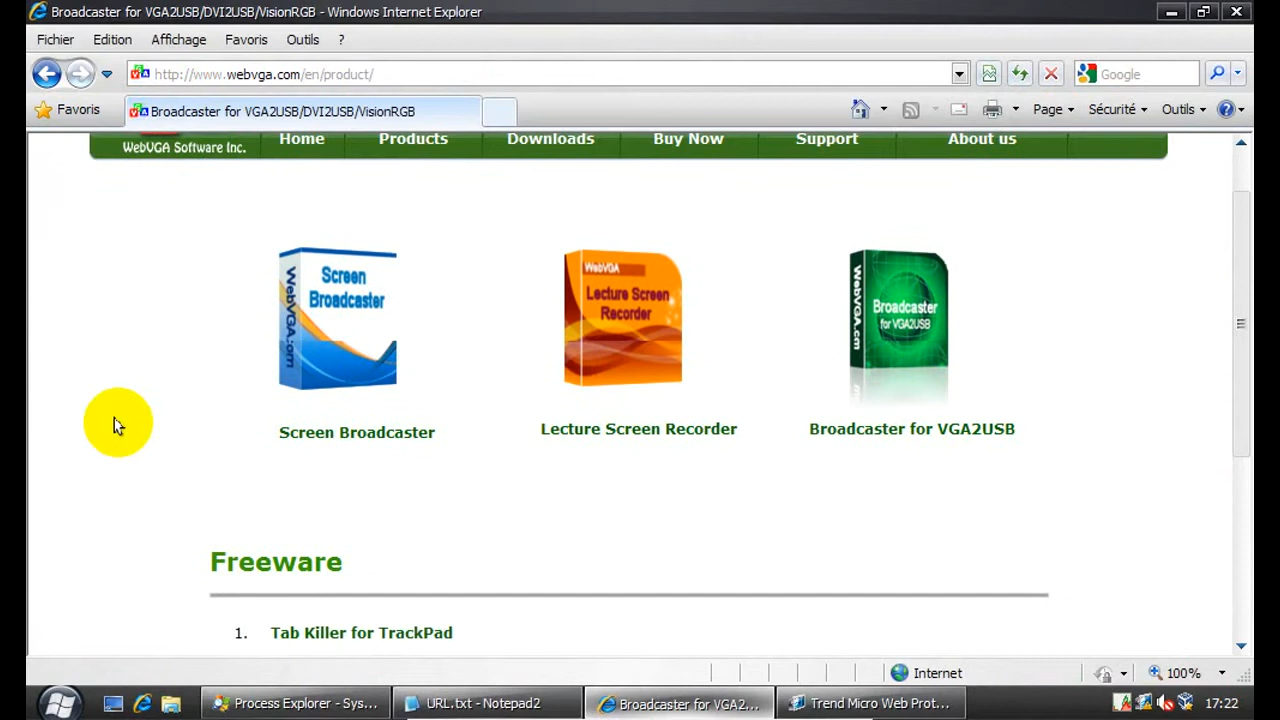 Broadcaster for VGA2USB/DVI2USB/VisionRGB - Windows Internet Explorer
Fichier Edition Affichage Favoris Outils ?
http://www.webvga.com/en/product/
Google
Favoris
Broadcaster for VGA2USB/DVI2USB/VisionRGB
Page Sécurité Outils
WebVGA Software Inc.
Home Products Downloads Buy Now Support About us
WebVGA.om
Screen
Broadcaster
WebVGA
Lecture Screen
Recorder
WebVGA.cm
Broadcaster
for VGA2USB
Screen Broadcaster
Lecture Screen Recorder
Broadcaster for VGA2USB
Freeware
1. Tab Killer for TrackPad
Internet
100%
Process Explorer - Sys...
URL.txt - Notepad2
Broadcaster for VGA2...
Trend Micro Web Prot...
17:22